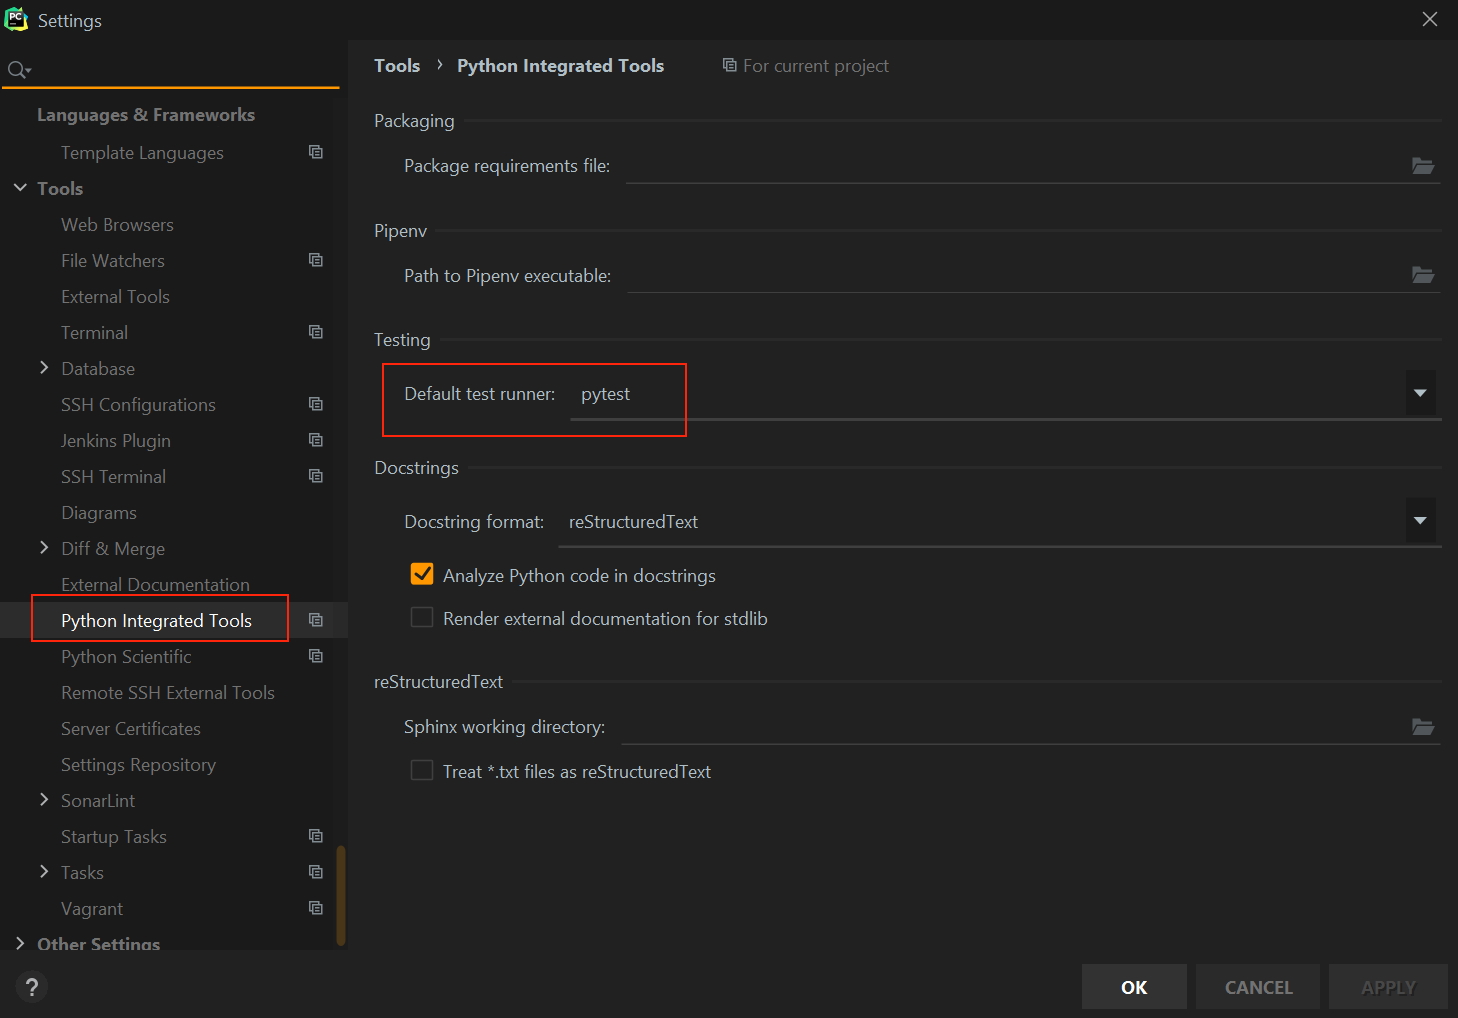 PC Settings
Languages & Frameworks
Template Languages
Tools
Web Browsers
File Watchers
External Tools
Terminal
Database
SSH Configurations
Jenkins Plugin
SSH Terminal
Diagrams
Diff & Merge
External Documentation
Python Integrated Tools
Python Scientific
Remote SSH External Tools
Server Certificates
Settings Repository
SonarLint
Startup Tasks
Tasks
Vagrant
Other Settings
Tools › Python Integrated Tools For current project
Packaging
Package requirements file:
Pipenv
Path to Pipenv executable:
Testing
Default test runner: pytest
Docstrings
Docstring format: reStructuredText
Analyze Python code in docstrings
Render external documentation for stdlib
reStructuredText
Sphinx working directory:
Treat *.txt files as reStructuredText
? OK CANCEL APPLY